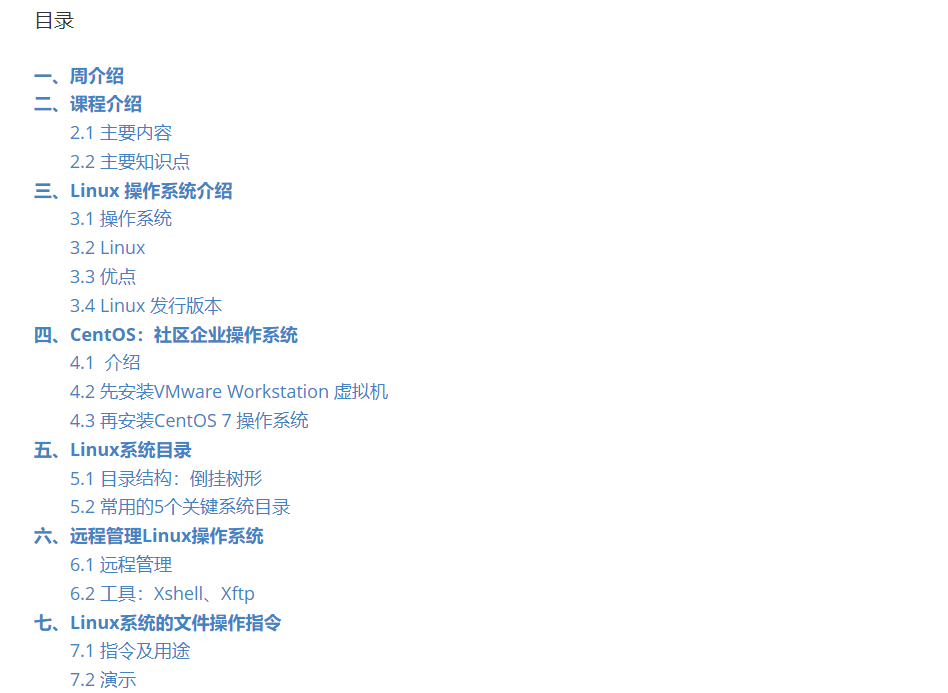 目录
一、周介绍
二、课程介绍
2.1 主要内容
2.2 主要知识点
三、Linux 操作系统介绍
3.1 操作系统
3.2 Linux
3.3 优点
3.4 Linux 发行版本
四、CentOS：社区企业操作系统
4.1 介绍
4.2 先安装VMware Workstation 虚拟机
4.3 再安装CentOS 7 操作系统
五、Linux系统目录
5.1 目录结构：倒挂树形
5.2 常用的5个关键系统目录
六、远程管理Linux操作系统
6.1 远程管理
6.2 工具：Xshell、Xftp
七、Linux系统的文件操作指令
7.1 指令及用途
7.2 演示